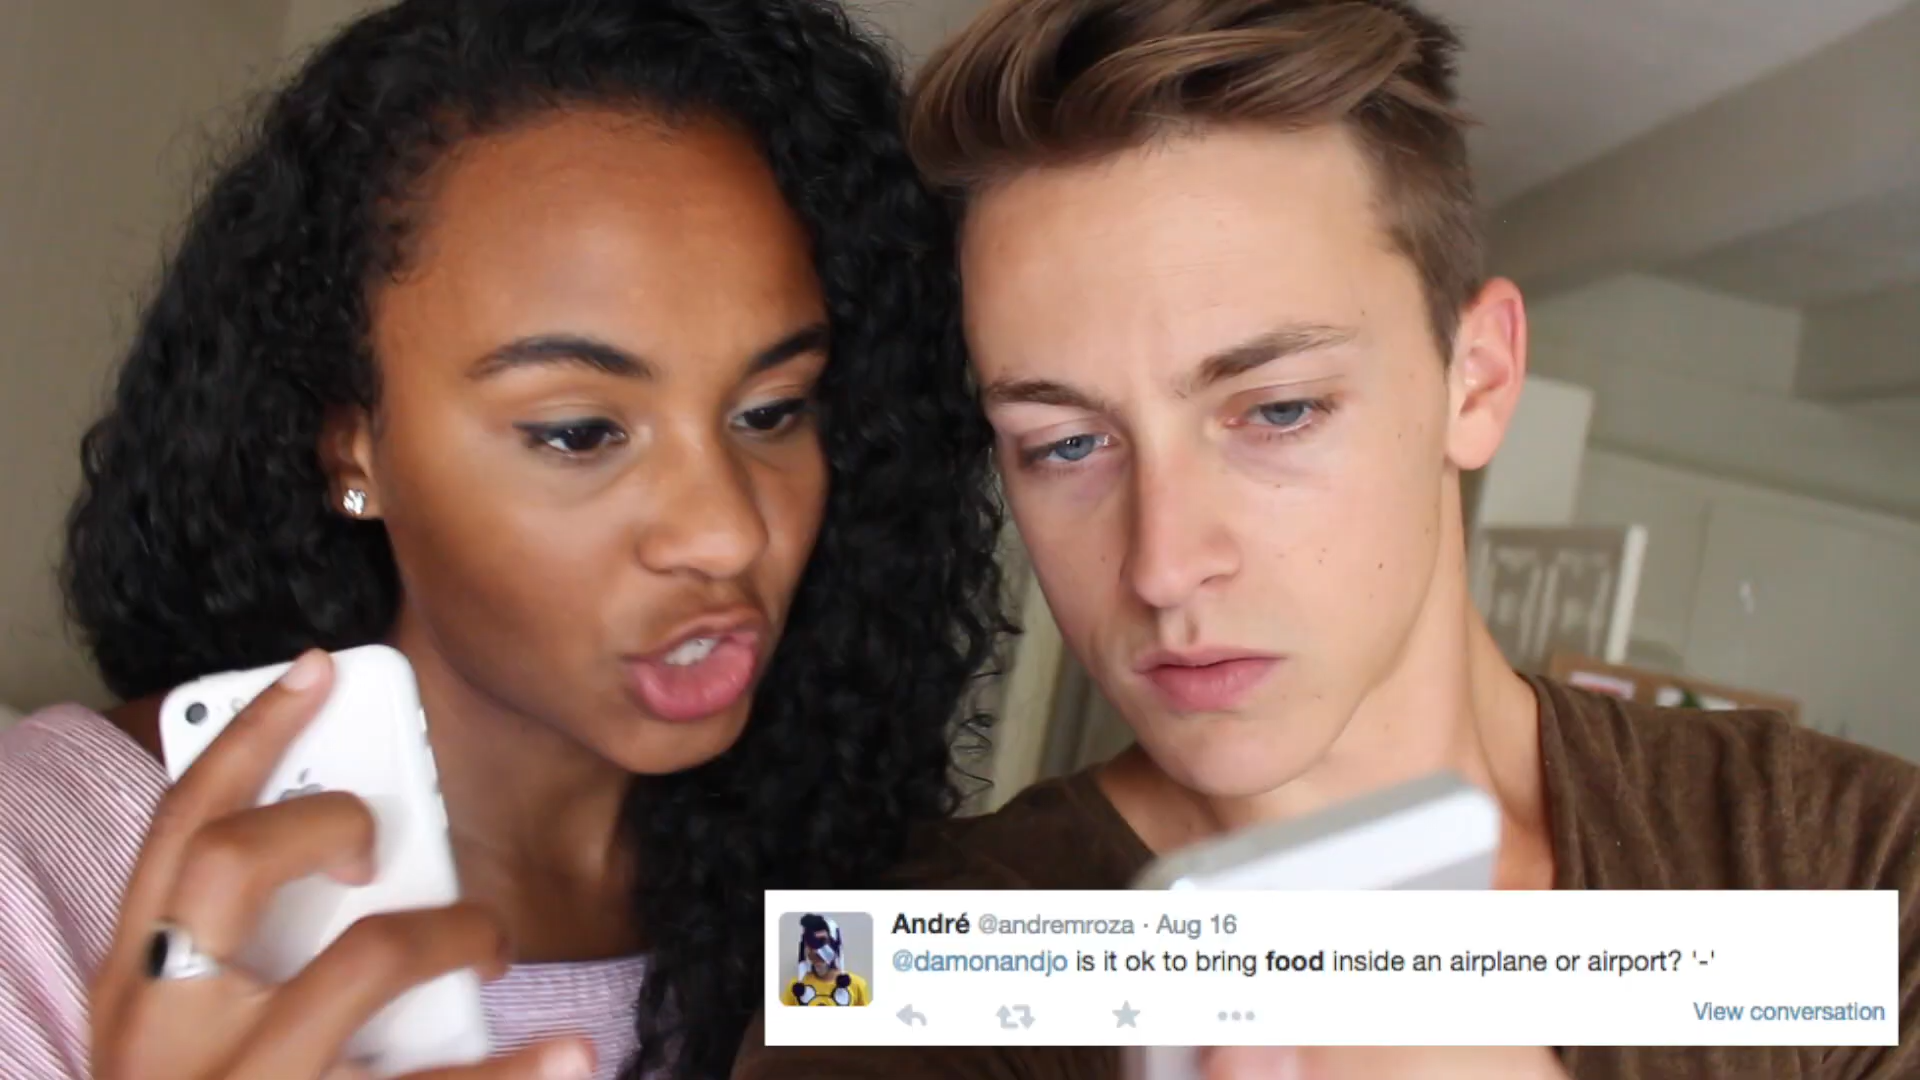 André @andremroza · Aug 16
@damonandjo is it ok to bring food inside an airplane or airport? '-'
View conversation